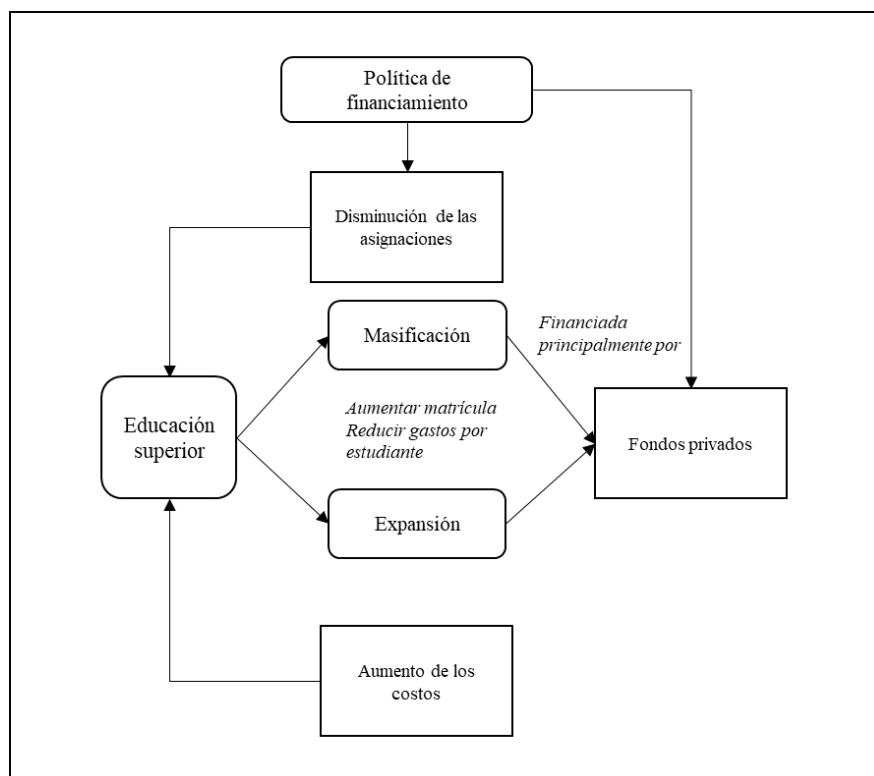 Política de
financiamiento
Disminución de las
asignaciones
Masificación
Financiada
principalmente por
Educación
superior
Aumentar matrícula
Reducir gastos por
estudiante
Fondos privados
Expansión
Aumento de los
costos